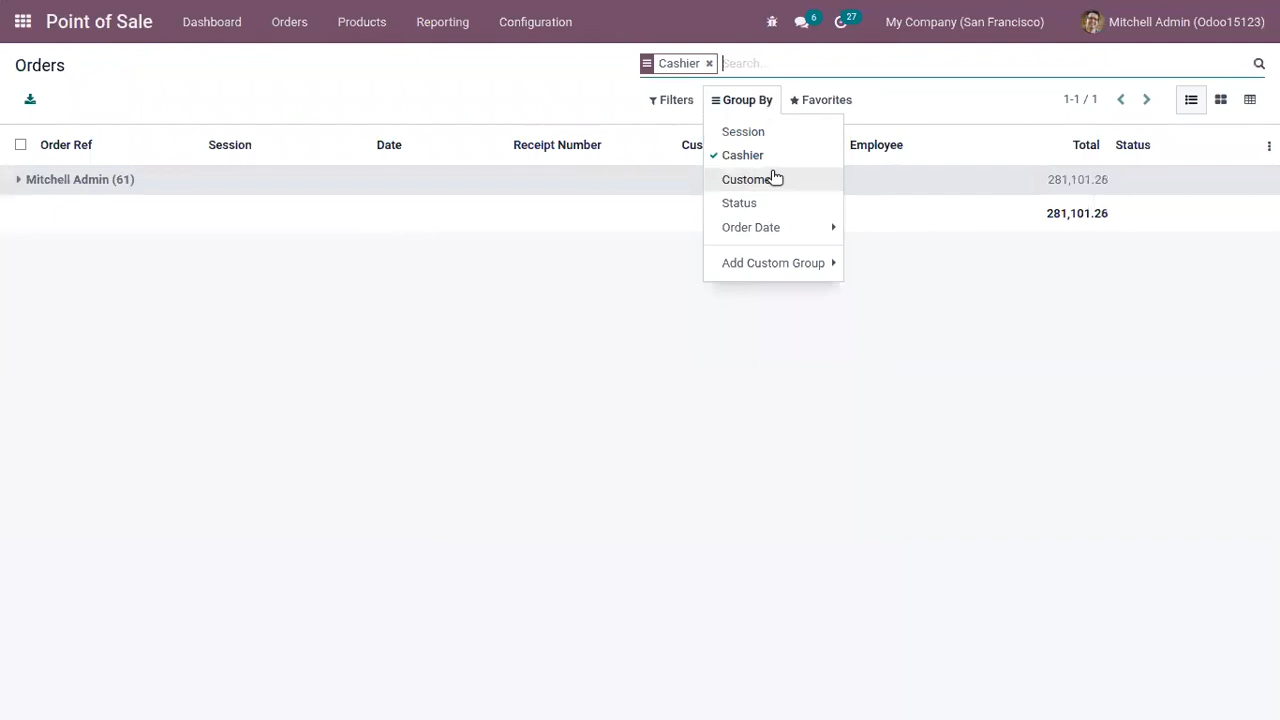 Point of Sale Dashboard Orders Products Reporting Configuration 6 27 My Company (San Francisco) Mitchell Admin (Odoo15123)
Orders Cashier Search...
Filters Group By Favorites 1-1 / 1
Order Ref Session Date Receipt Number Employee Total Status
Session
Cashier
Mitchell Admin (61) 281,101.26
Status
281,101.26
Order Date
Add Custom Group